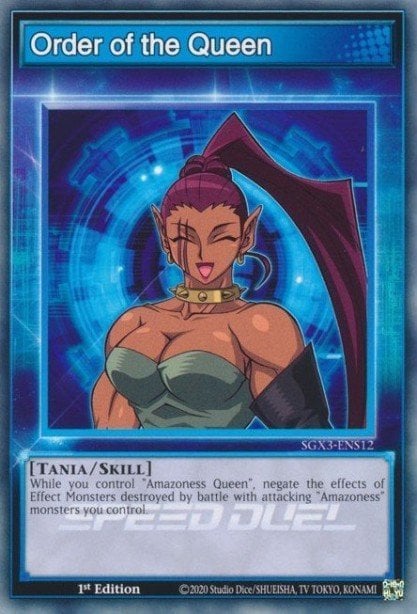 Order of the Queen
SGX3-ENS12
[TANIA/SKILL]
While you control "Amazoness Queen", negate the effects of
Effect Monsters destroyed by battle with attacking "Amazoness"
monsters you control.
SPEED DUEL
1st Edition
©2020 Studio Dice/SHUEISHA, TV TOKYO, KONAMI